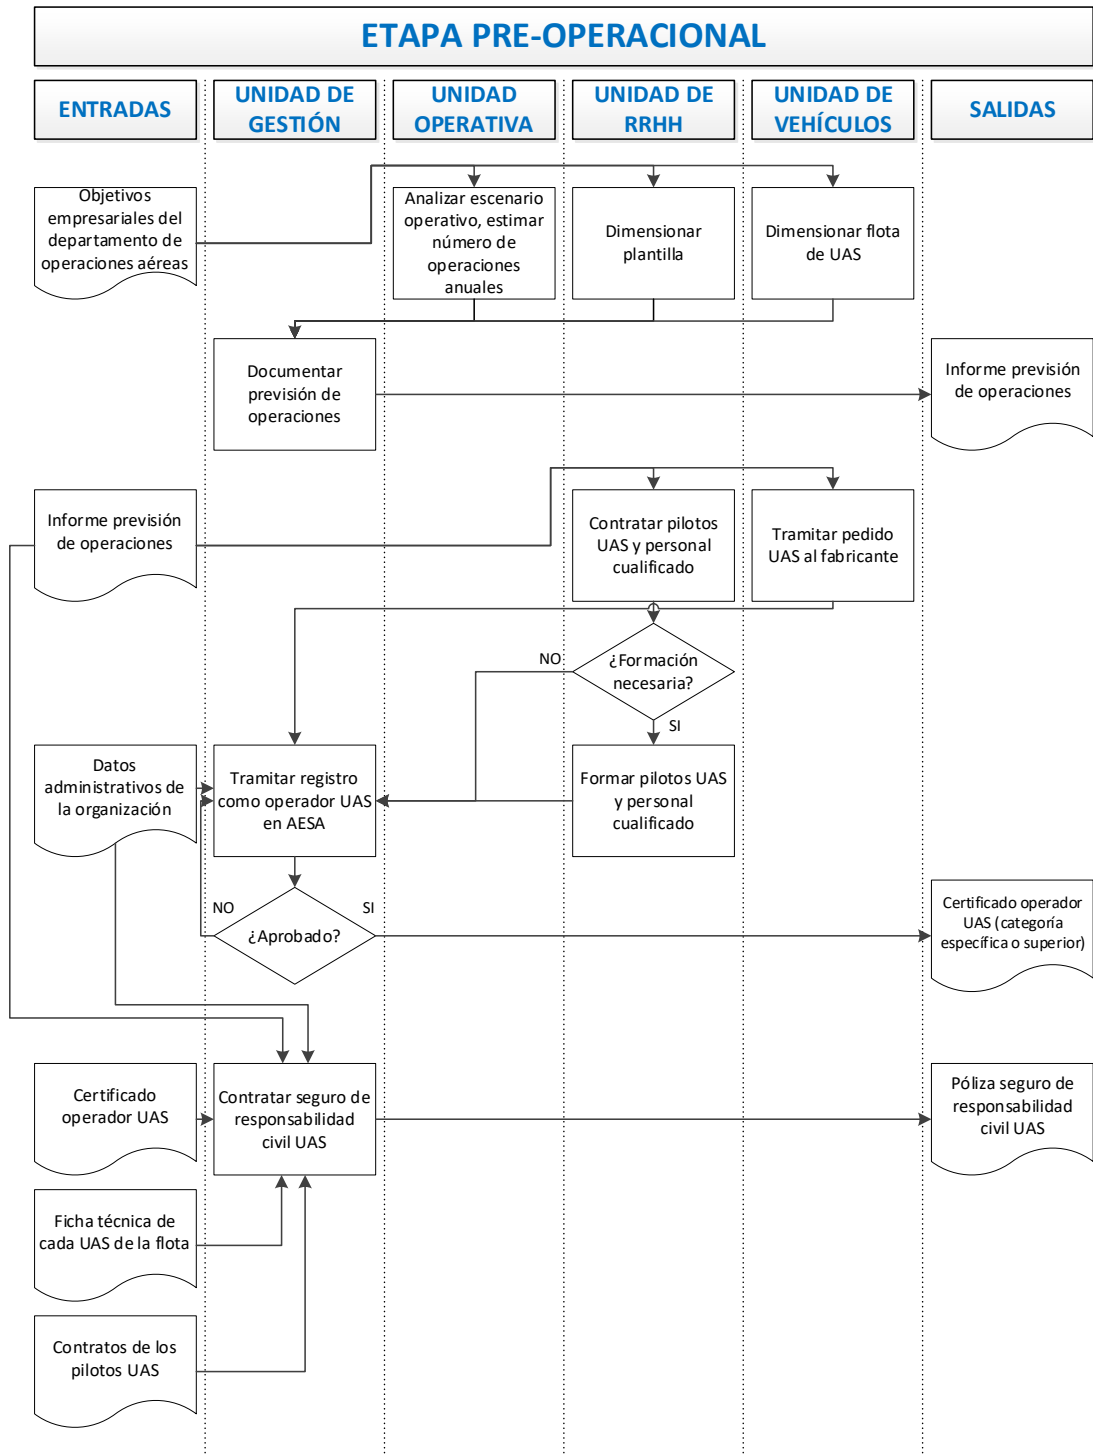 ETAPA PRE-OPERACIONAL
ENTRADAS
UNIDAD DE
GESTIÓN
UNIDAD
OPERATIVA
UNIDAD DE
RRHH
UNIDAD DE
VEHÍCULOS
SALIDAS
Objetivos
empresariales del
departamento de
operaciones aéreas
Analizar escenario
operativo, estimar
número de
operaciones
anuales
Dimensionar
plantilla
Dimensionar flota
de UAS
Documentar
previsión de
operaciones
Informe previsión
de operaciones
Informe previsión
de operaciones
Contratar pilotos
UAS y personal
cualificado
Tramitar pedido
UAS al fabricante
NO
¿Formación
necesaria?
SI
Datos
administrativos de
la organización
Tramitar registro
como operador UAS
en AESA
Formar pilotos UAS
y personal
cualificado
NO
SI
¿Aprobado?
Certificado operador
UAS (categoría
específica o superior)
Certificado
operador UAS
Contratar seguro de
responsabilidad
civil UAS
Póliza seguro de
responsabilidad
civil UAS
Ficha técnica de
cada UAS de la flota
Contratos de los
pilotos UAS